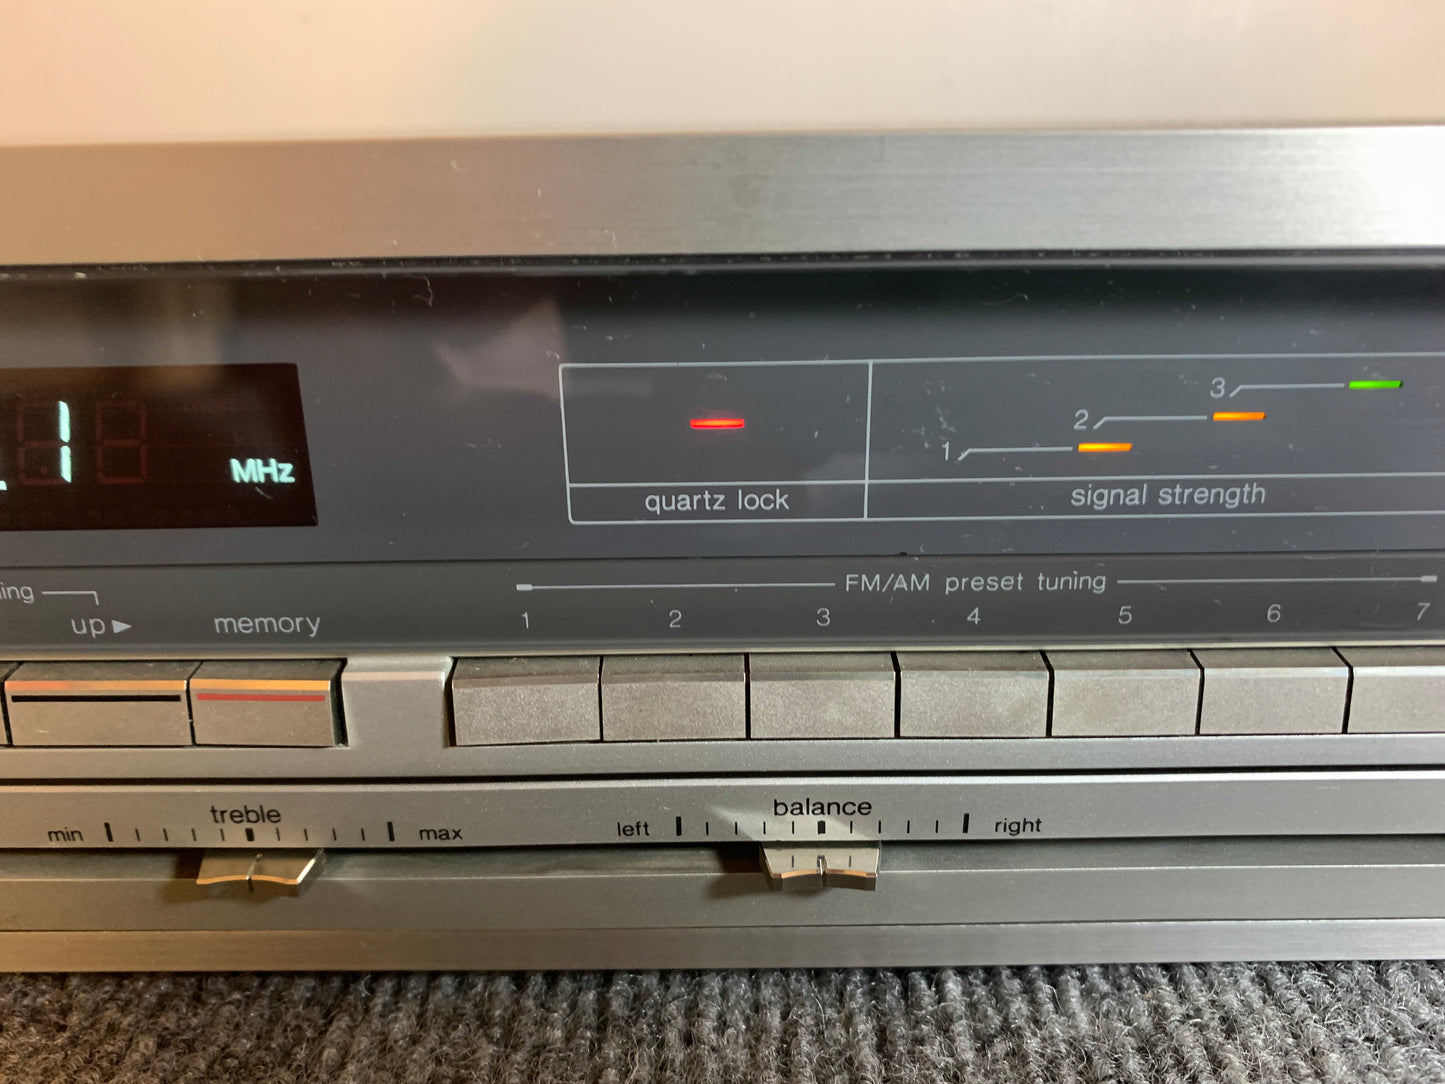 3
2
1
.1 MHz
quartz lock
signal strength
ing
FM/AM preset tuning
up memory
1 2 3 4 5 6 7
treble
balance
min max
left right